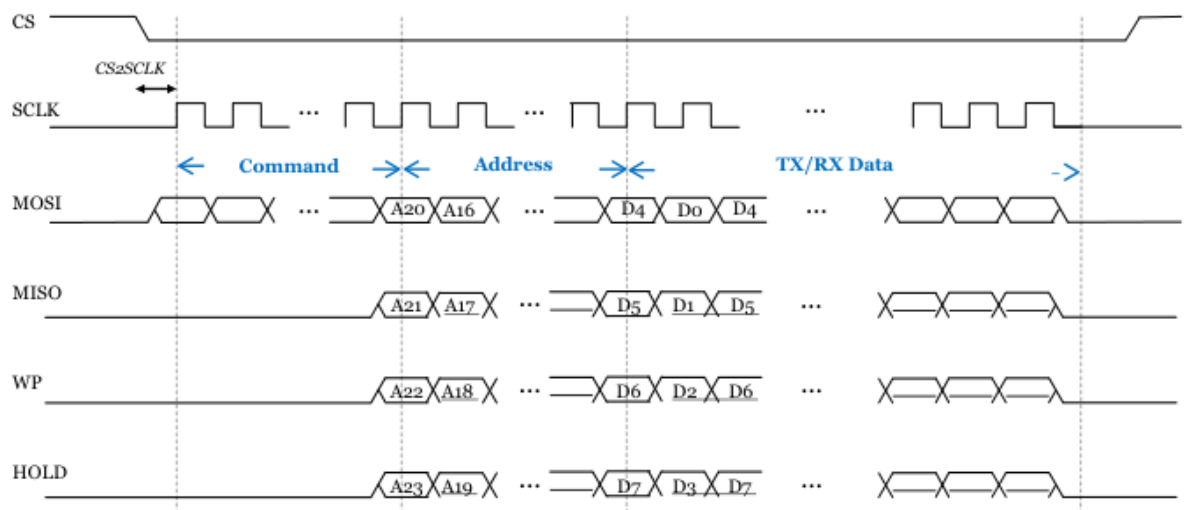 CS
CS2SCLK
SCLK ... ... ...
Command Address TX/RX Data
MOSI ... A20 A16 ... D4 D0 D4 ...
MISO A21 A17 ... D5 D1 D5 ...
WP A22 A18 ... D6 D2 D6 ...
HOLD A23 A19 ... D7 D3 D7 ...